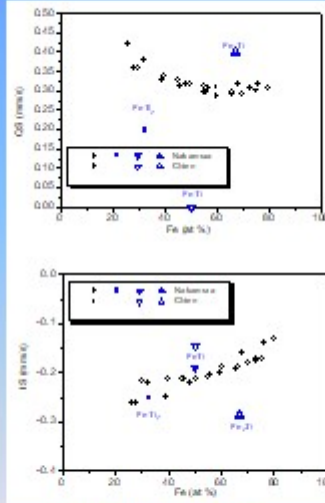 0.50
0.45
0.40
0.35
0.30
0.25
0.20
0.15
0.10
0.05
0.00
QS (mm/s)
Fe2Ti
FeTi2
Nakamura
Chien
FeTi
0 20 40 60 80 100
Fe (at %)
0.0
-0.1
-0.2
-0.3
-0.4
IS (mm/s)
Nakamura
Chien
FeTi
FeTi2
Fe2Ti
0 20 40 60 80 100
Fe (at %)